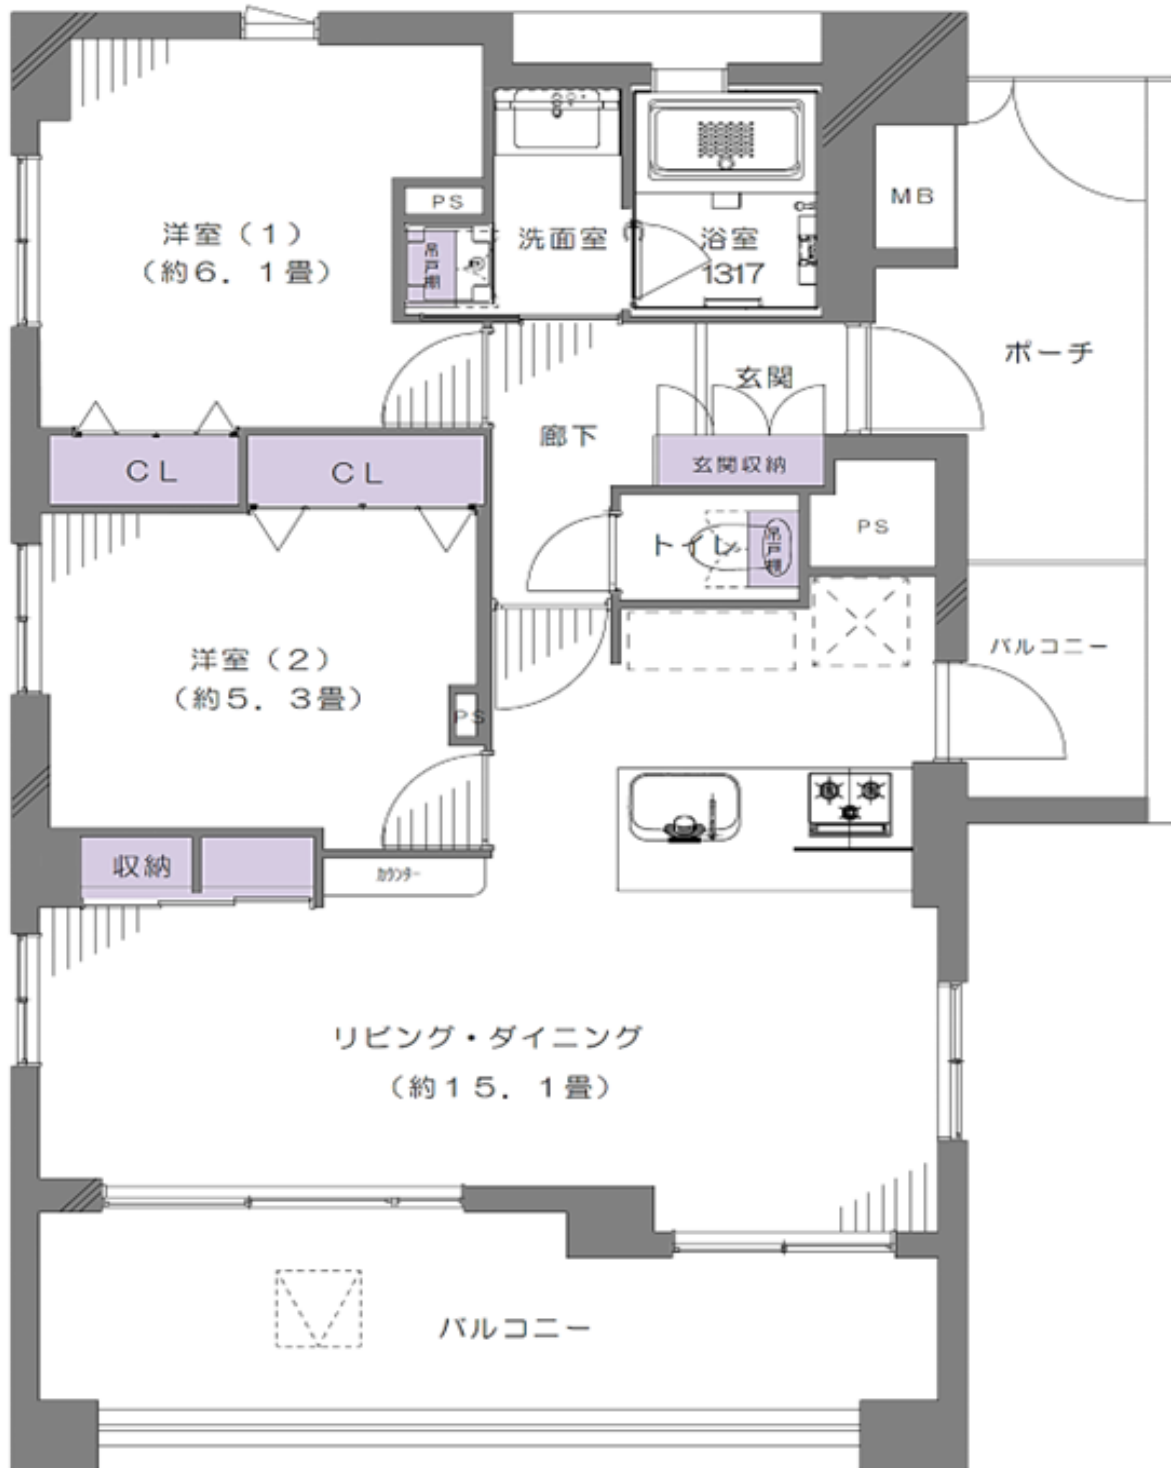 PS
MB
洋室（1）
（約6．1畳）
吊戸棚
洗面室
浴室
1317
ポーチ
玄関
廊下
CL
CL
玄関収納
トイレ
吊戸棚
PS
洋室（2）
（約5．3畳）
PS
バルコニー
収納
カウンター
リビング・ダイニング
（約15．1畳）
バルコニー